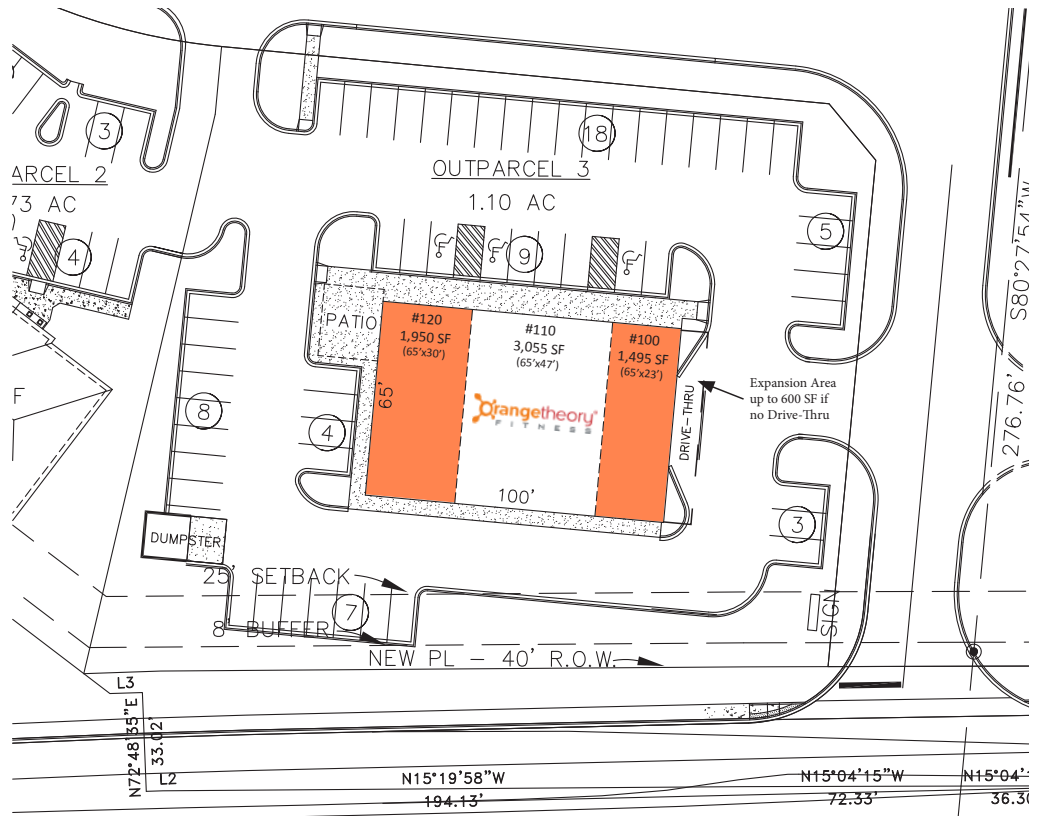 3
18
OUTPARCEL 3
1.10 AC
ARCEL 2
73 AC
4
9
5
S80°27'54"W
276.76'
PATIO
#120
1,950 SF
(65'x30')
#110
3,055 SF
(65'x47')
#100
1,495 SF
(65'x23')
Expansion Area
up to 600 SF if
no Drive-Thru
F
8
4
65'
orangetheory®
FITNESS
DRIVE-THRU
100'
3
DUMPSTER
25' SETBACK
7
SIGN
8' BUFFER
NEW PL - 40' R.O.W.
L3
N72°48'35"E
33.02'
L2
N15°19'58"W
194.13'
N15°04'15"W
72.33'
N15°04'
36.30